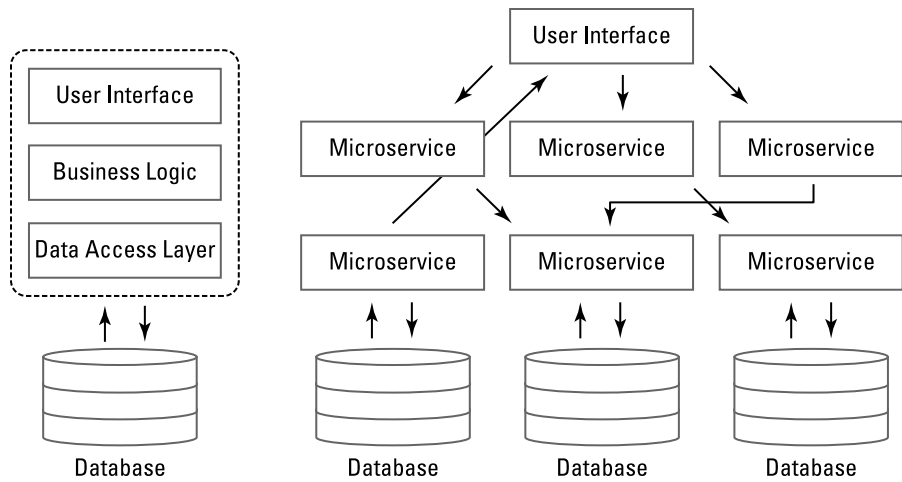 User Interface
Business Logic
Data Access Layer
Database
User Interface
Microservice
Microservice
Microservice
Microservice
Microservice
Microservice
Database
Database
Database